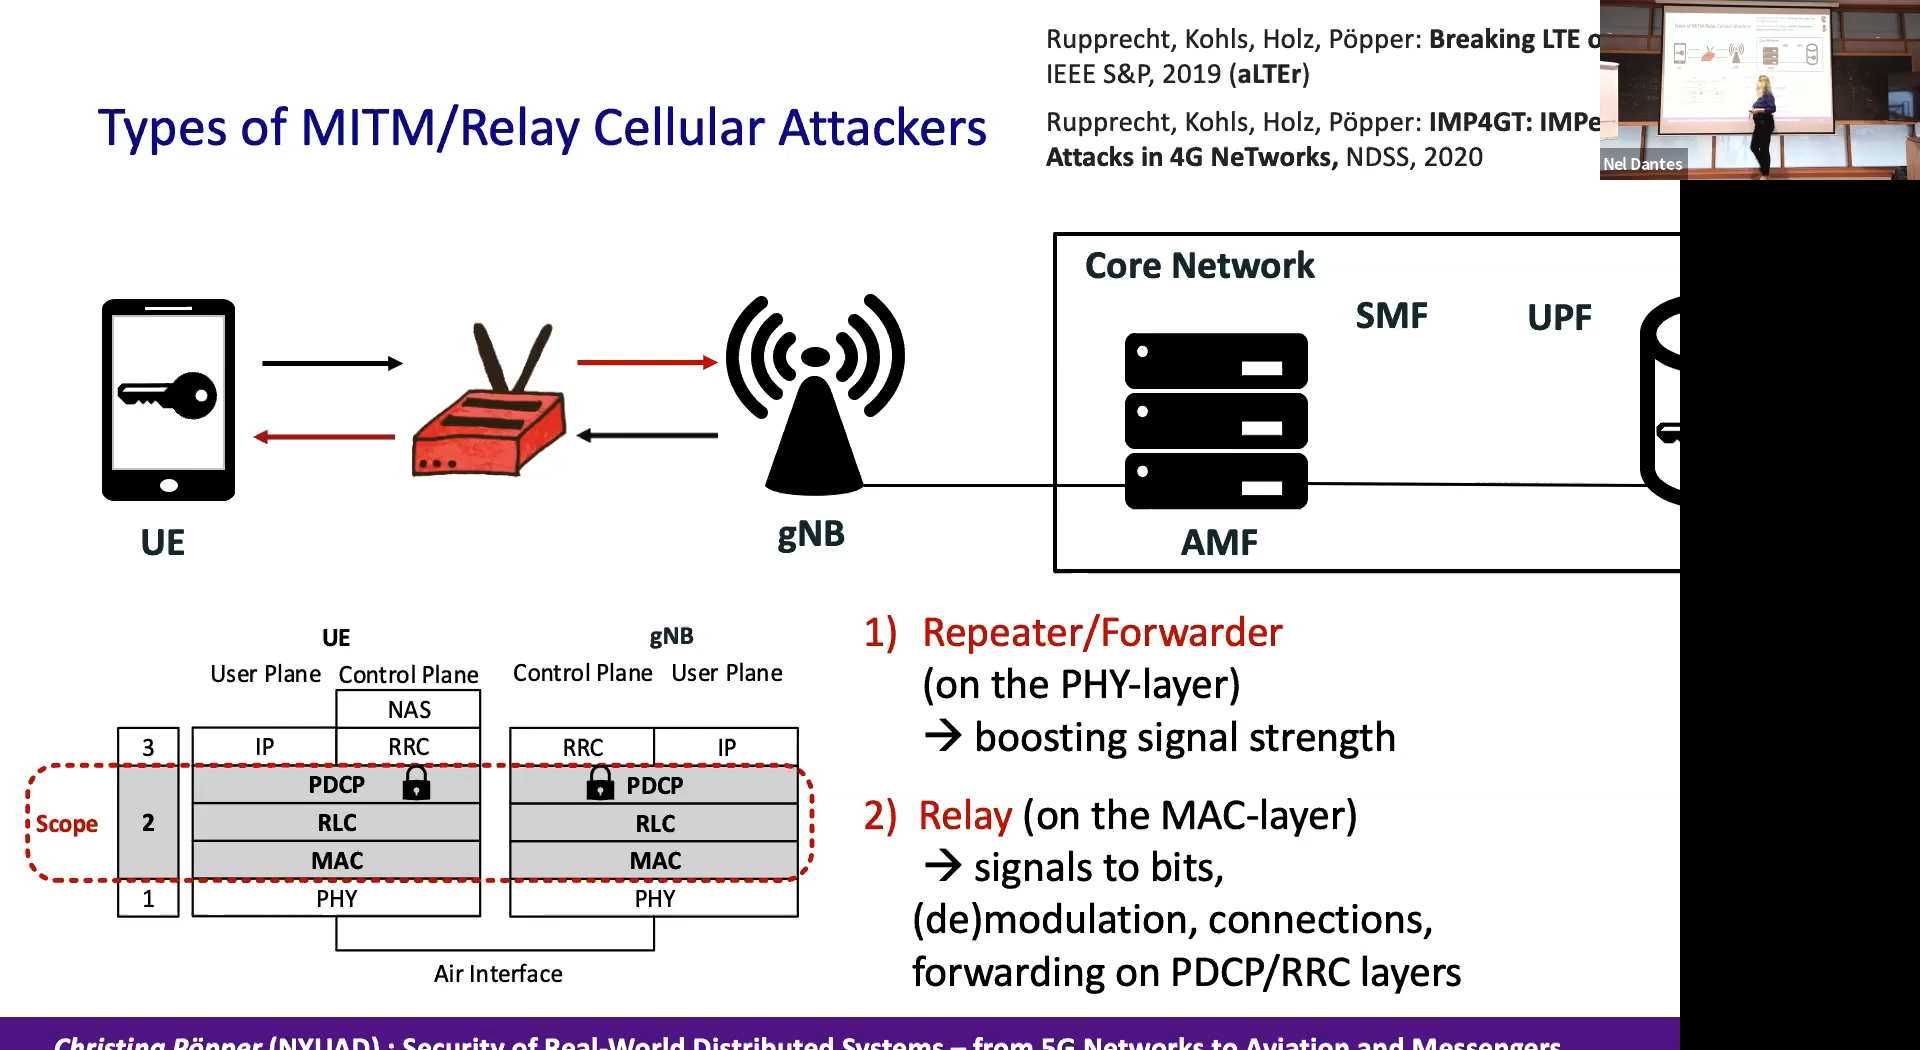 Rupprecht, Kohls, Holz, Pöpper: Breaking LTE
IEEE S&P, 2019 (aLTEr)
Rupprecht, Kohls, Holz, Pöpper: IMP4GT: IMPe
Attacks in 4G NeTworks, NDSS, 2020
Types of MITM/Relay Cellular Attackers
Nel Dantes
Core Network
SMF
UPF
UE
gNB
AMF
UE
gNB
User Plane
Control Plane
Control Plane
User Plane
NAS
3
IP
RRC
RRC
IP
PDCP
PDCP
Scope
2
RLC
RLC
MAC
MAC
1
PHY
PHY
Air Interface
1) Repeater/Forwarder
(on the PHY-layer)
→ boosting signal strength
2) Relay (on the MAC-layer)
→ signals to bits,
(de)modulation, connections,
forwarding on PDCP/RRC layers
Christina Pöpper (NYUAD) : Security of Real-World Distributed Systems – from 5G Networks to Aviation and Messengers